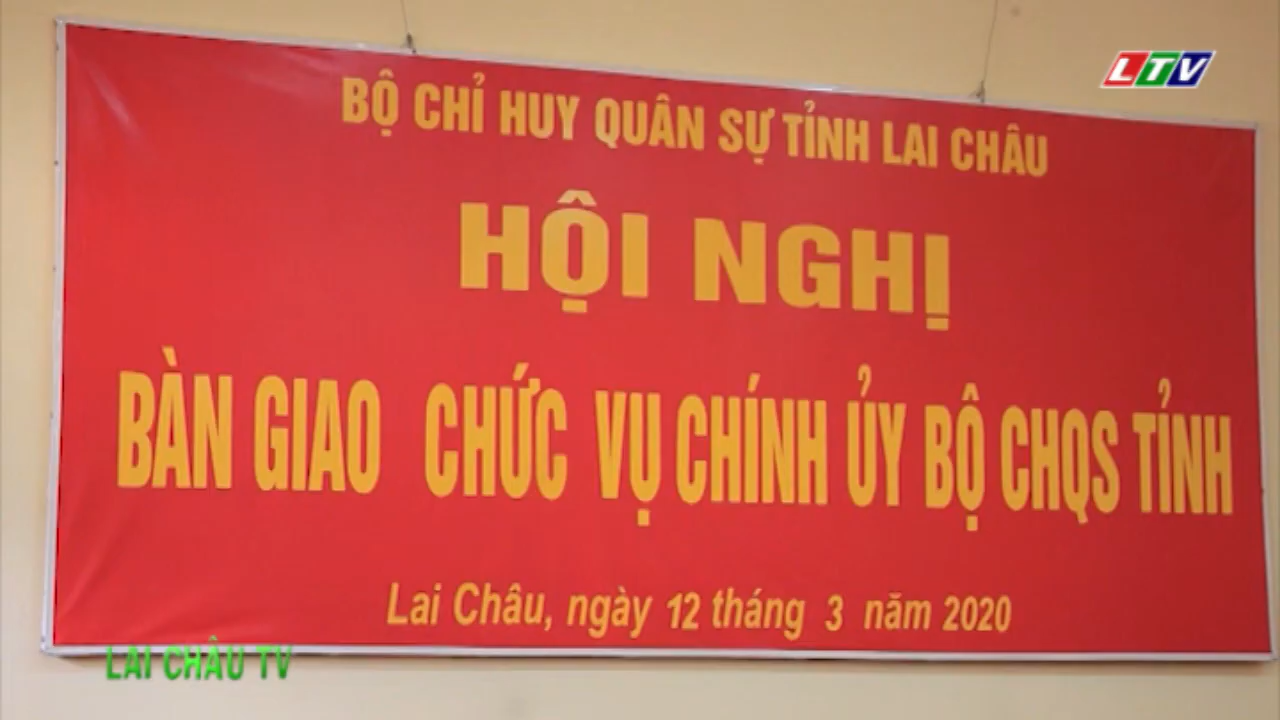 LTV
BỘ CHỈ HUY QUÂN SỰ TỈNH LAI CHÂU
HỘI NGHỊ
BÀN GIAO CHỨC VỤ CHÍNH ỦY BỘ CHQS TỈNH
Lai Châu, ngày 12 tháng 3 năm 2020
LAI CHÂU TV